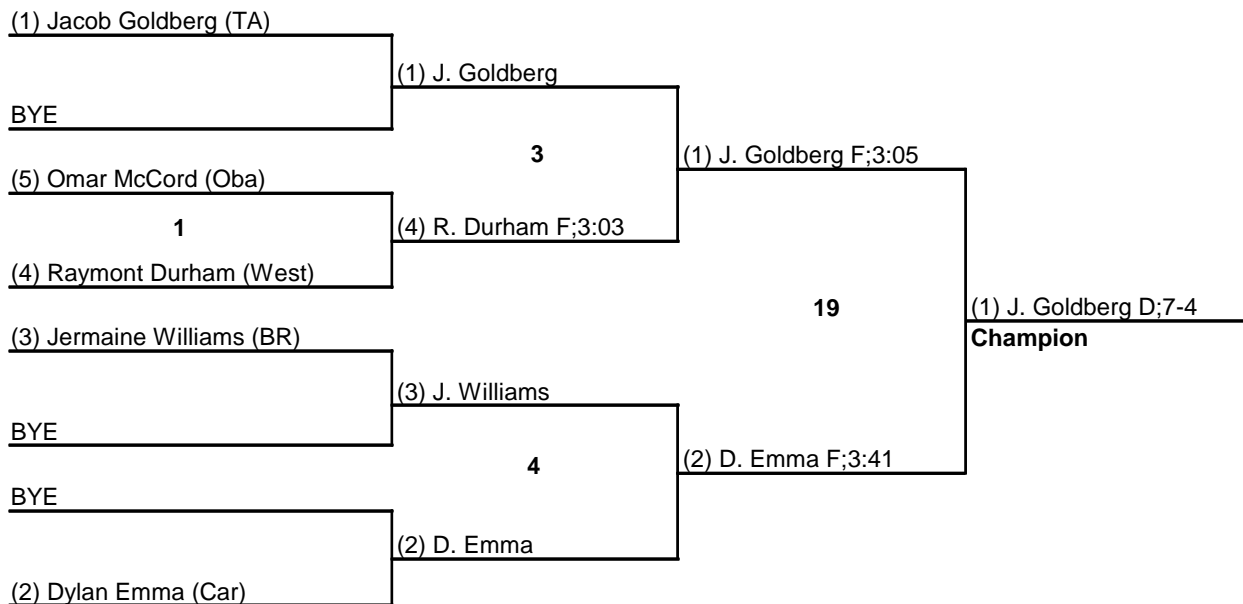 (1) Jacob Goldberg (TA)
(1) J. Goldberg
BYE
3
(1) J. Goldberg F;3:05
(5) Omar McCord (Oba)
1
(4) R. Durham F;3:03
(4) Raymont Durham (West)
19
(1) J. Goldberg D;7-4
Champion
(3) Jermaine Williams (BR)
(3) J. Williams
BYE
4
(2) D. Emma F;3:41
BYE
(2) D. Emma
(2) Dylan Emma (Car)